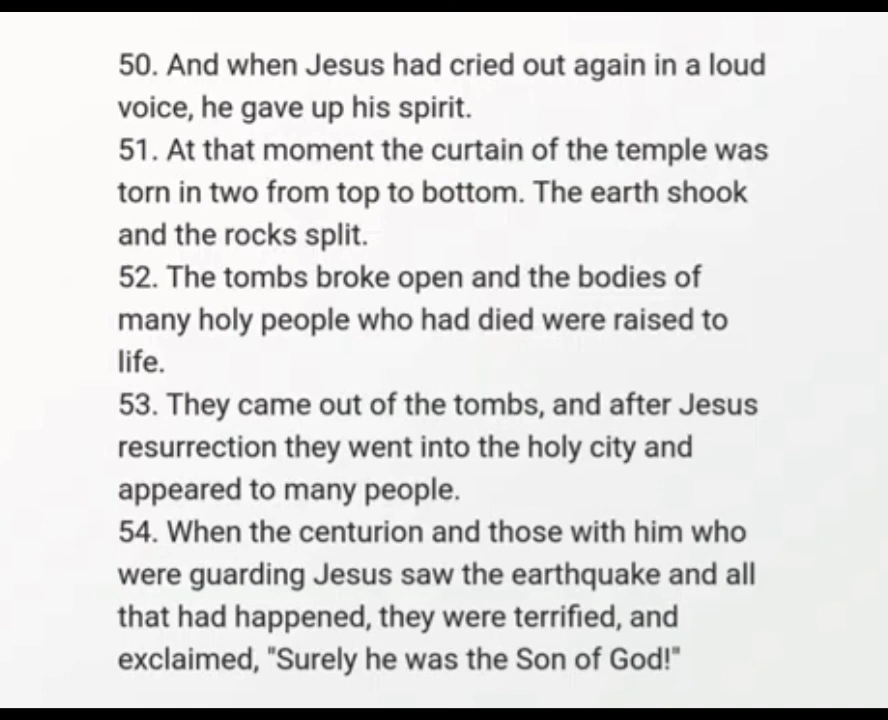 50. And when Jesus had cried out again in a loud
voice, he gave up his spirit.
51. At that moment the curtain of the temple was
torn in two from top to bottom. The earth shook
and the rocks split.
52. The tombs broke open and the bodies of
many holy people who had died were raised to
life.
53. They came out of the tombs, and after Jesus
resurrection they went into the holy city and
appeared to many people.
54. When the centurion and those with him who
were guarding Jesus saw the earthquake and all
that had happened, they were terrified, and
exclaimed, "Surely he was the Son of God!"